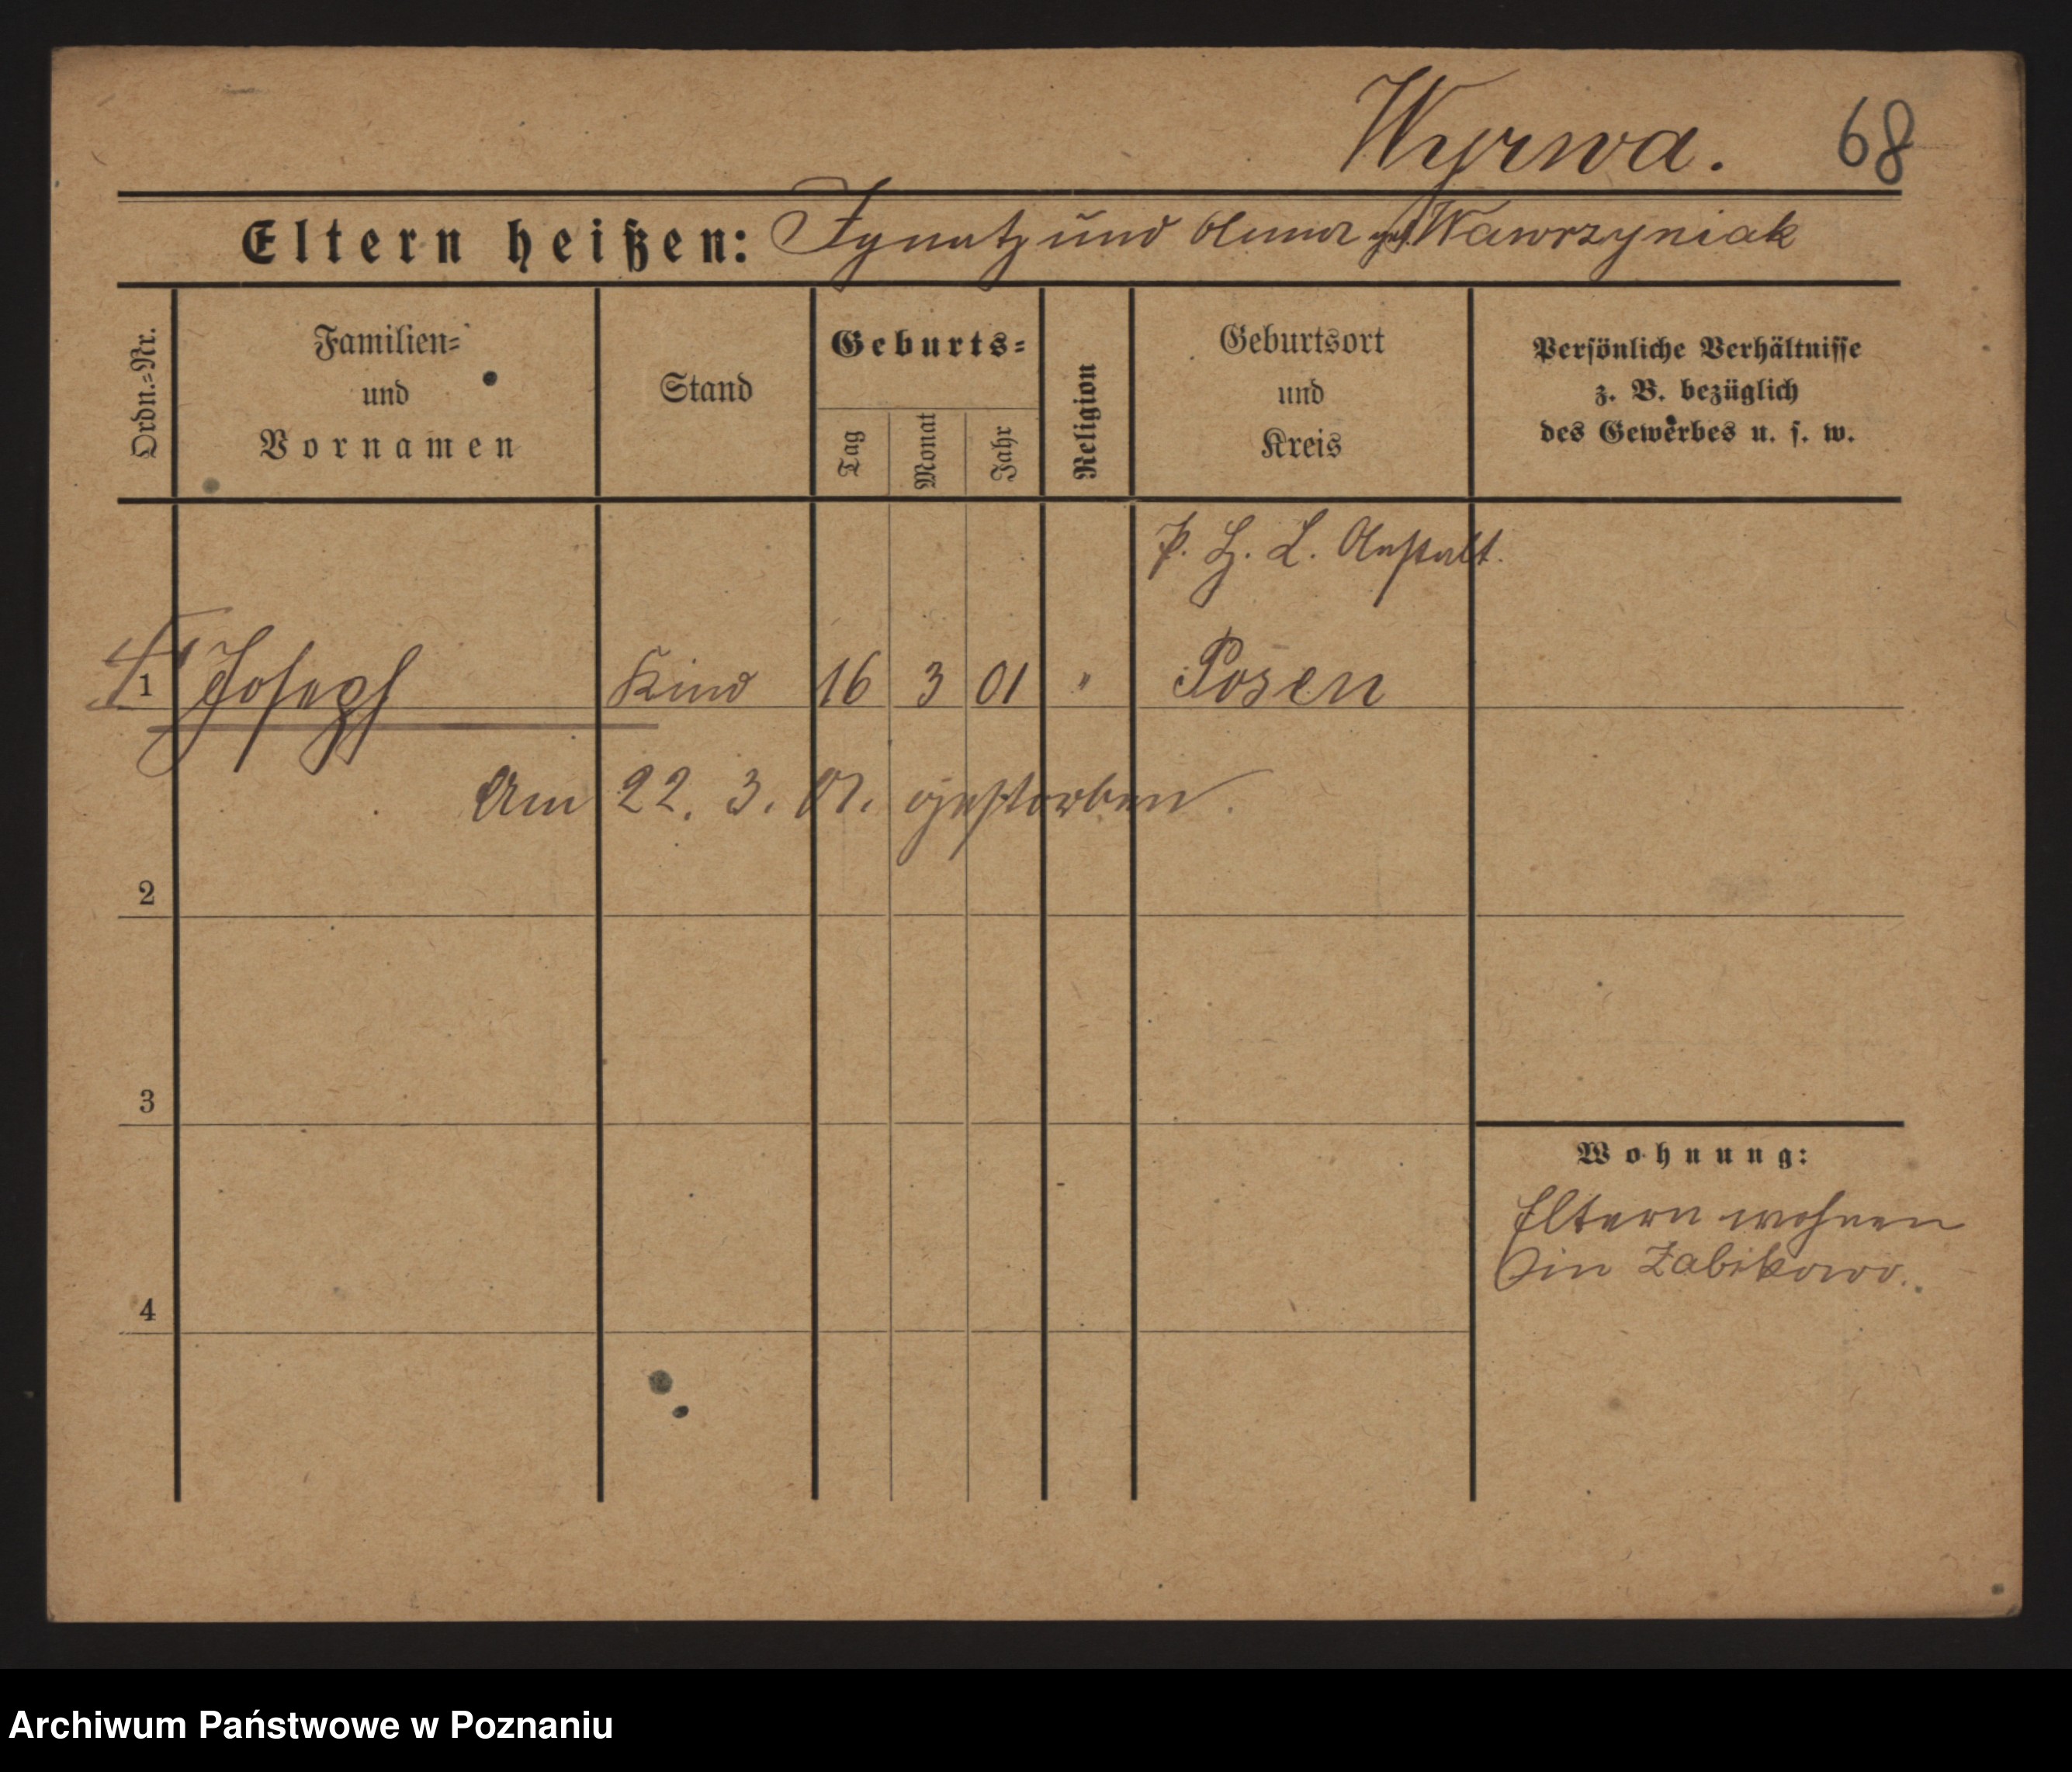 Wyrwa. 68
Eltern heißen: Ignatz und Anna geb. Wawrzyniak
Ordn.=Nr.
Familien=
und
Vornamen
Stand
Geburts=
Tag
Monat
Jahr
Religion
Geburtsort
und
Kreis
Persönliche Verhältnisse
z. B. bezüglich
des Gewerbes u. s. w.
P. H. L. Anstalt.
1 Joseph Kind 16 3 01 " Posen
Am 22. 3. 01. gestorben.
2
3
Wohnung:
Eltern wohnen
in Zabikowo.
4
Archiwum Państwowe w Poznaniu